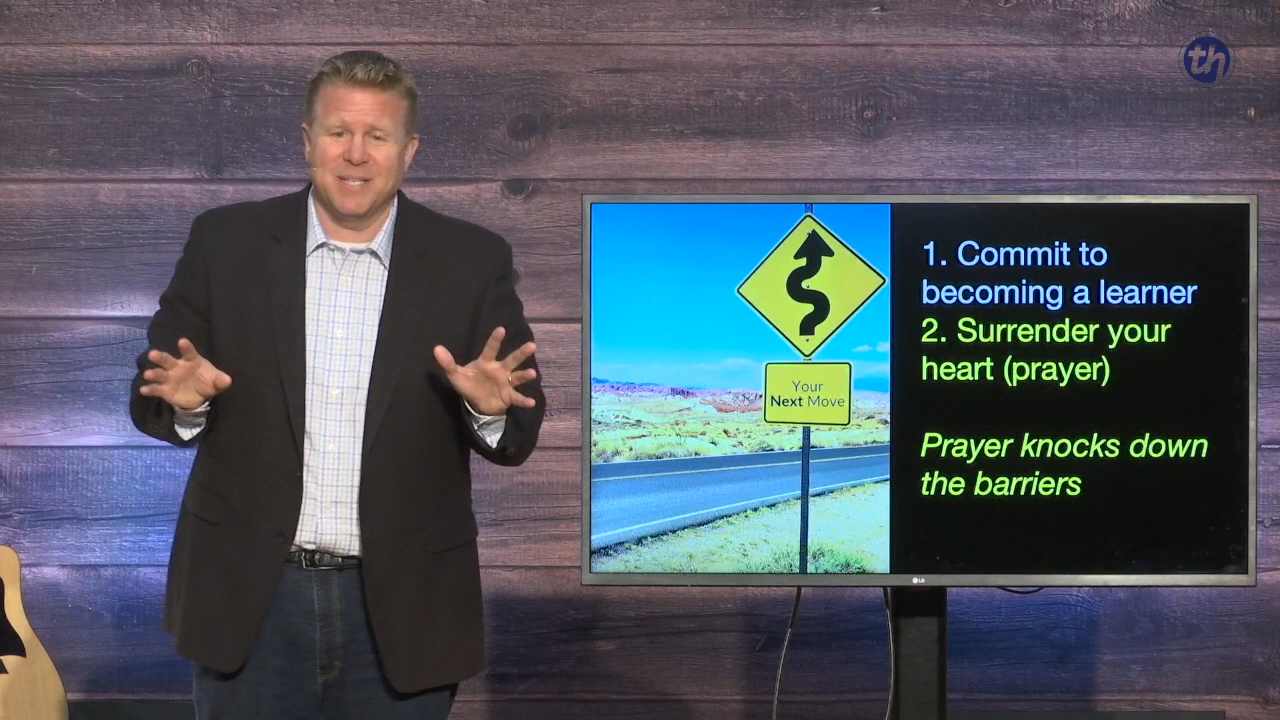 th
1. Commit to
becoming a learner
2. Surrender your
heart (prayer)
Your
Next Move
Prayer knocks down
the barriers
LG